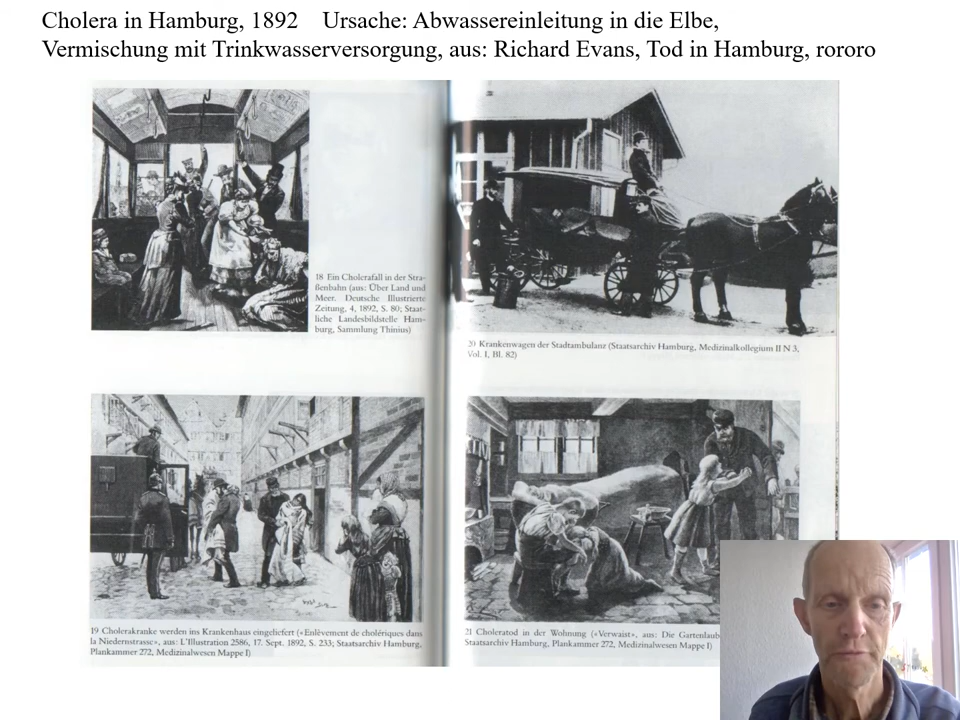 Cholera in Hamburg, 1892 Ursache: Abwassereinleitung in die Elbe,
Vermischung mit Trinkwasserversorgung, aus: Richard Evans, Tod in Hamburg, rororo
18 Ein Cholerafall in der Stra-
ßenbahn (aus: Über Land und
Meer. Deutsche Illustrierte
Zeitung, 4, 1892, S. 80; Staat-
liche Landesbildstelle Ham-
burg, Sammlung Thinius)
20 Krankenwagen der Stadtambulanz (Staatsarchiv Hamburg, Medizinalkollegium II N 3,
Vol. I, Bl. 82)
19 Cholerakranke werden ins Krankenhaus eingeliefert («Enlèvement de cholériques dans
la Niedernstrasse», aus: L'Illustration 2586, 17. Sept. 1892, S. 233; Staatsarchiv Hamburg,
Plankammer 272, Medizinalwesen Mappe I)
21 Choleratod in der Wohnung («Verwaist», aus: Die Gartenlaub
Staatsarchiv Hamburg, Plankammer 272, Medizinalwesen Mappe I)